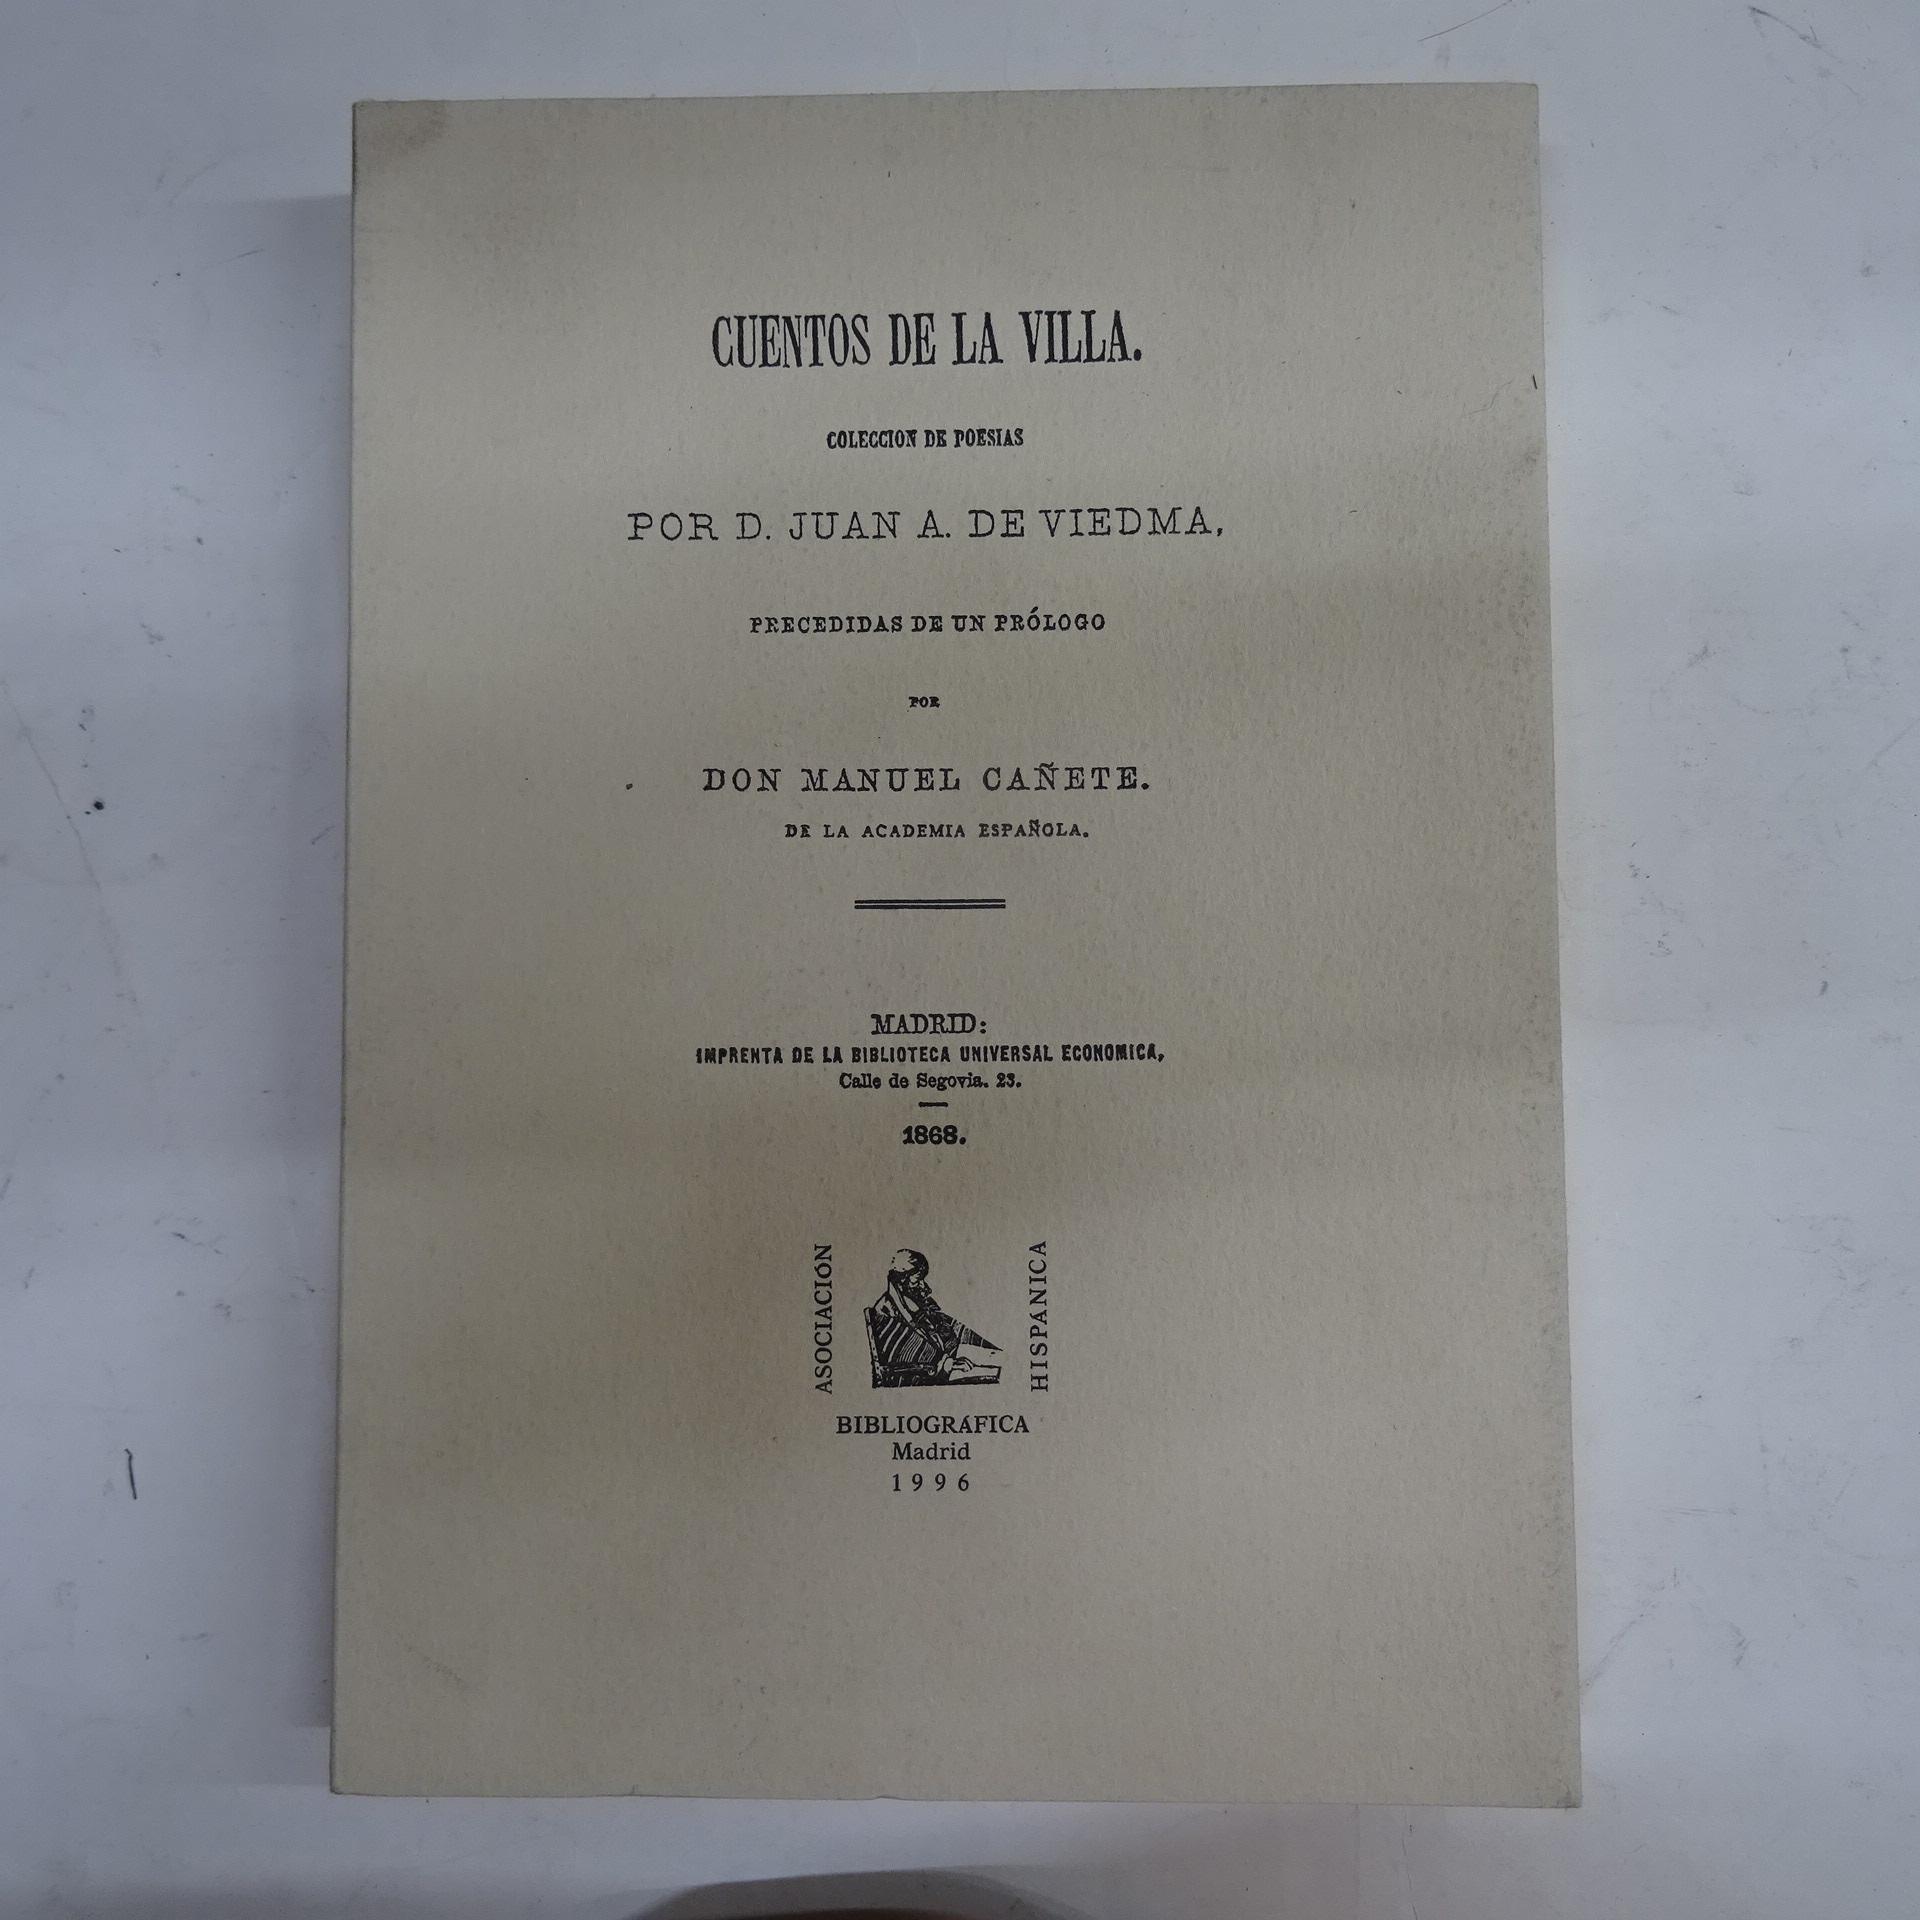 CUENTOS DE LA VILLA.
COLECCION DE POESIAS
POR D. JUAN A. DE VIEDMA,
PRECEDIDAS DE UN PRÓLOGO
POR
DON MANUEL CAÑETE.
DE LA ACADEMIA ESPAÑOLA.
MADRID:
IMPRENTA DE LA BIBLIOTECA UNIVERSAL ECONOMICA,
Calle de Segovia. 23.
1868.
ASOCIACIÓN
HISPÁNICA
BIBLIOGRÁFICA
Madrid
1996